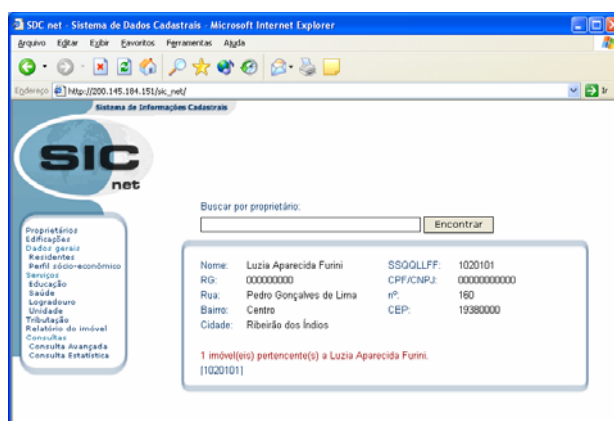 SDC net - Sistema de Dados Cadastrais - Microsoft Internet Explorer
Arquivo Editar Exibir Favoritos Ferramentas Ajuda
Endereço http://200.145.184.151/sic_net/ Ir
Sistema de Informações Cadastrais
SIC
net
Buscar por proprietário:
Encontrar
Proprietários
Edificações
Dados gerais
Residentes
Perfil sócio-econômico
Serviços
Educação
Saúde
Logradouro
Unidade
Tributação
Relatório do imóvel
Consultas
Consulta Avançada
Consulta Estatística
Nome: Luzia Aparecida Furini SSQQLLFF: 1020101
RG: 000000000 CPF/CNPJ: 00000000000
Rua: Pedro Gonçalves de Lima nº: 160
Bairro: Centro CEP: 19380000
Cidade: Ribeirão dos Índios
1 imóvel(eis) pertencente(s) a Luzia Aparecida Furini.
[1020101]